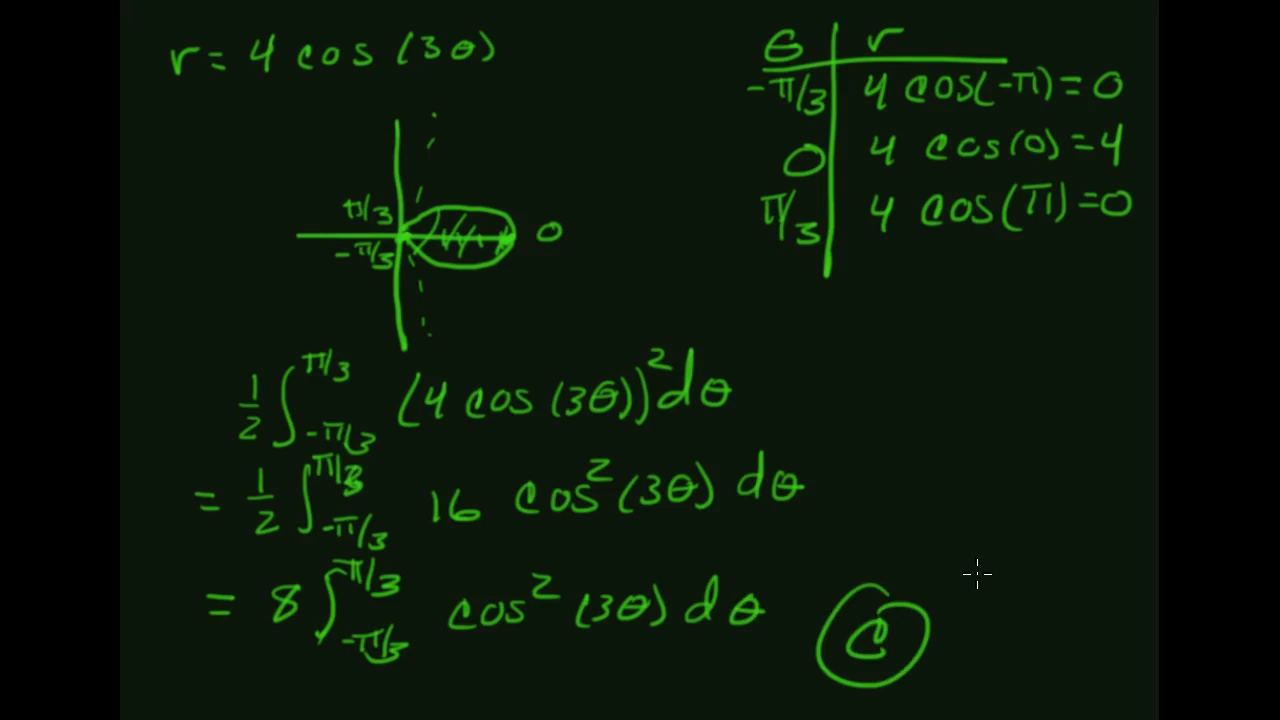 r = 4 cos (3θ)
θ r
-π/3 4 cos(-π) = 0
0 4 cos(0) = 4
π/3 4 cos(π) = 0
π/3
-π/3 0
1/2 ∫_{-π/3}^{π/3} (4 cos (3θ))² dθ
= 1/2 ∫_{-π/3}^{π/3} 16 cos² (3θ) dθ
= 8 ∫_{-π/3}^{π/3} cos² (3θ) dθ C